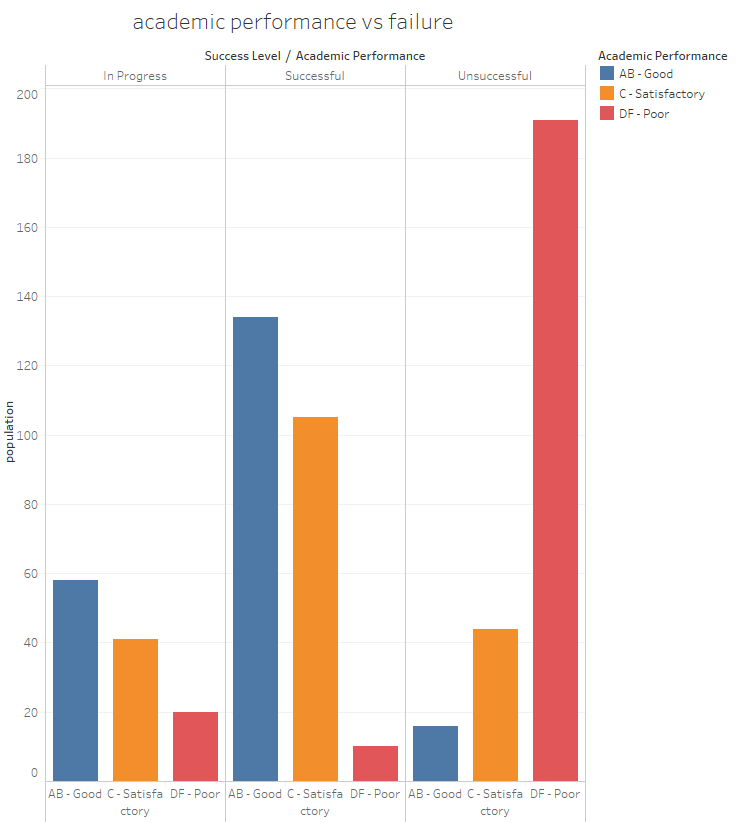 academic performance vs failure
Success Level / Academic Performance
In Progress Successful Unsuccessful
200
180
160
140
120
100
80
60
40
20
0
population
AB - Good C - Satisfa DF - Poor AB - Good C - Satisfa DF - Poor AB - Good C - Satisfa DF - Poor
ctory ctory ctory
Academic Performance
AB - Good
C - Satisfactory
DF - Poor